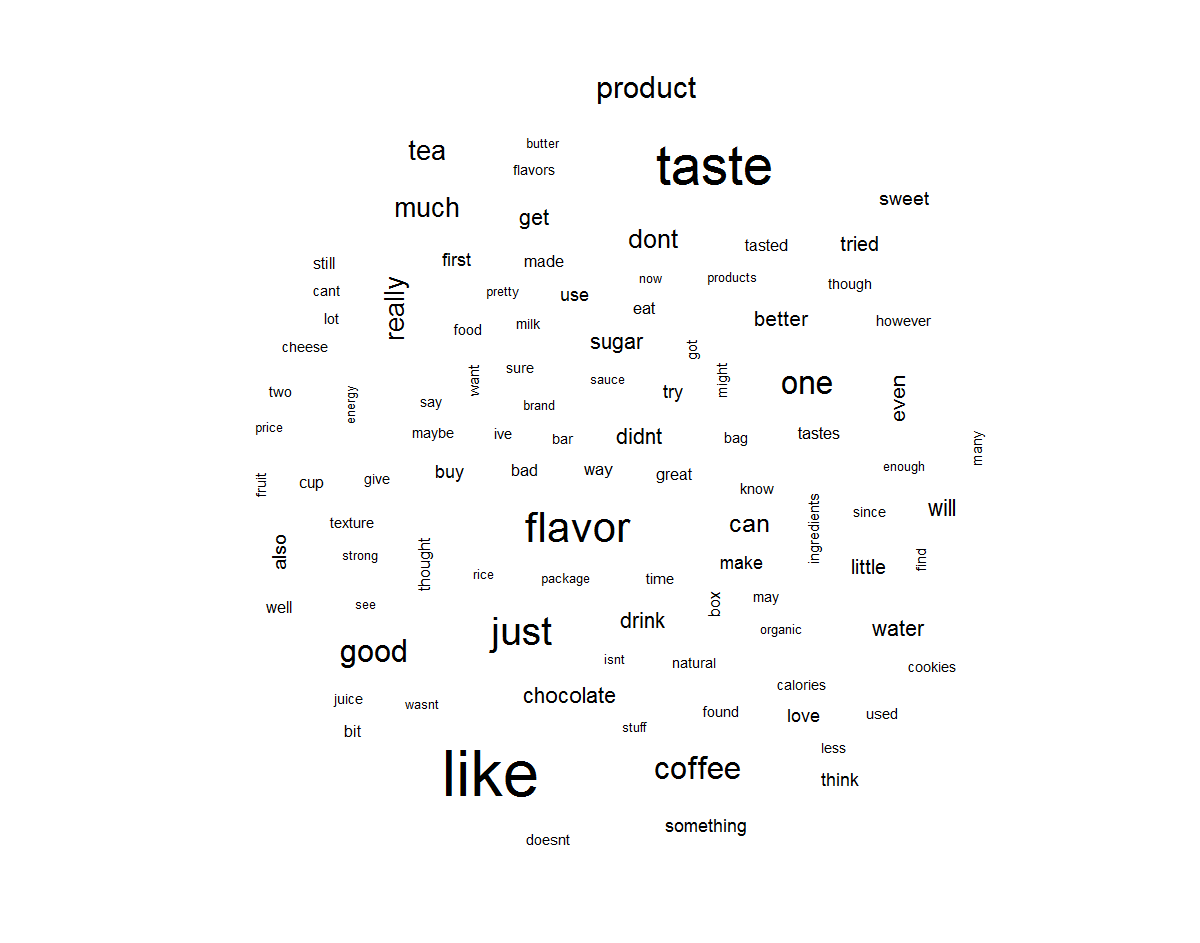 product
butter
tea
taste
flavors
sweet
much
get
dont
tasted
tried
first
made
still
now
products
though
cant
pretty
use
really
eat
lot
better
however
food
milk
sugar
cheese
got
sure
want
sauce
might
one
two
energy
try
even
say
brand
price
maybe
ive
bar
didnt
bag
tastes
many
enough
fruit
cup
give
buy
bad
way
great
know
texture
flavor
can
ingredients
since
will
also
strong
thought
make
little
find
rice
package
time
well
see
box
may
just
drink
organic
water
good
isnt
natural
cookies
calories
juice
wasnt
chocolate
found
love
used
bit
stuff
less
like
coffee
think
something
doesnt